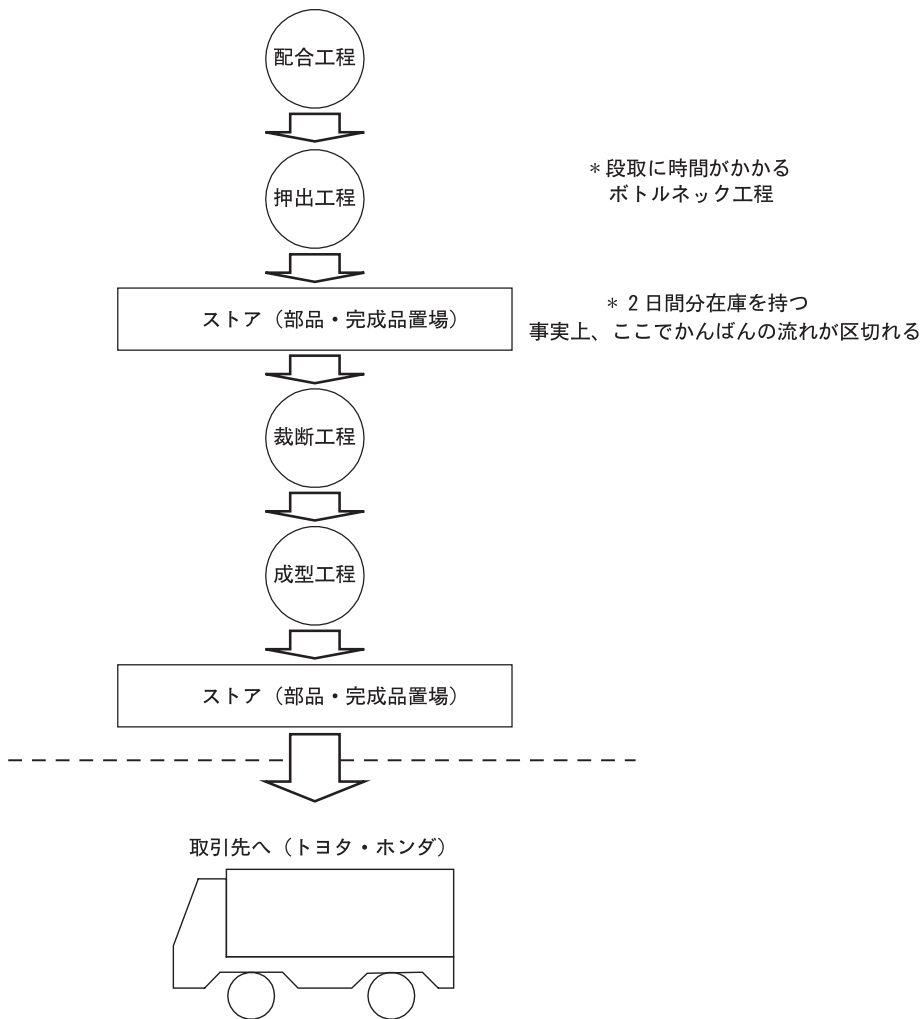 配合工程
押出工程
＊段取に時間がかかる
ボトルネック工程
ストア（部品・完成品置場）
＊ 2 日間分在庫を持つ
事実上、ここでかんばんの流れが区切れる
裁断工程
成型工程
ストア（部品・完成品置場）
取引先へ（トヨタ・ホンダ）